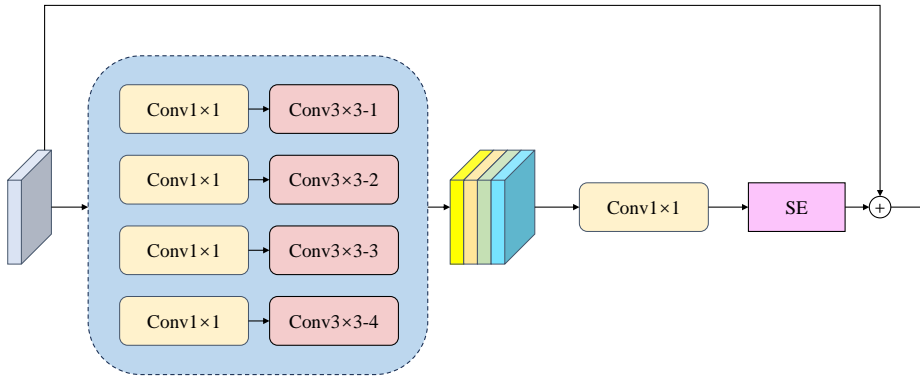 Conv1×1 Conv3×3-1
Conv1×1 Conv3×3-2
Conv1×1 Conv3×3-3
Conv1×1 Conv3×3-4
Conv1×1
SE
+